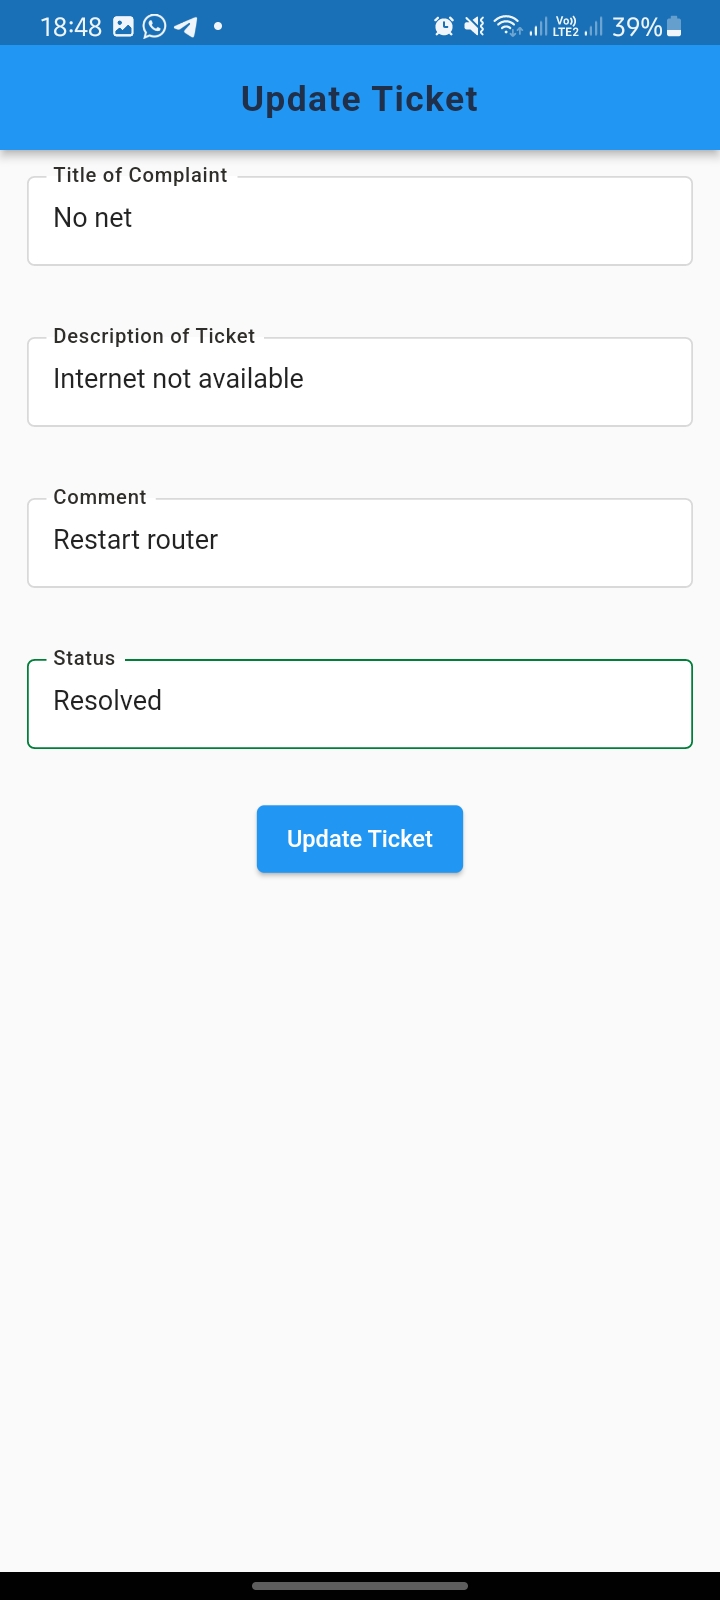 18:48 Vo)) LTE2 39%
Update Ticket
Title of Complaint
No net
Description of Ticket
Internet not available
Comment
Restart router
Status
Resolved
Update Ticket